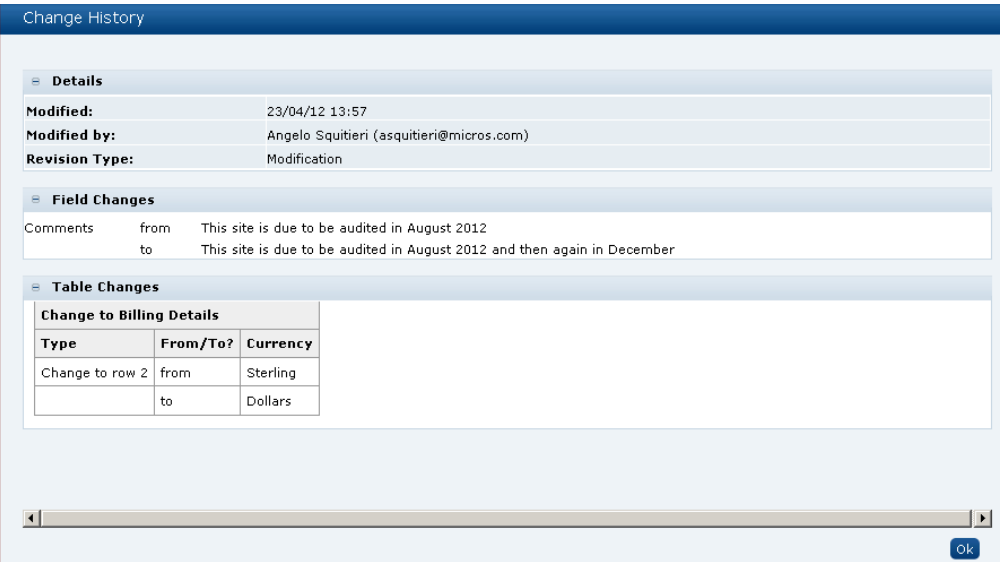 Change History
Details
Modified: 23/04/12 13:57
Modified by: Angelo Squitieri (asquitieri@micros.com)
Revision Type: Modification
Field Changes
Comments from This site is due to be audited in August 2012
to This site is due to be audited in August 2012 and then again in December
Table Changes
Change to Billing Details
Type From/To? Currency
Change to row 2 from Sterling
to Dollars
Ok